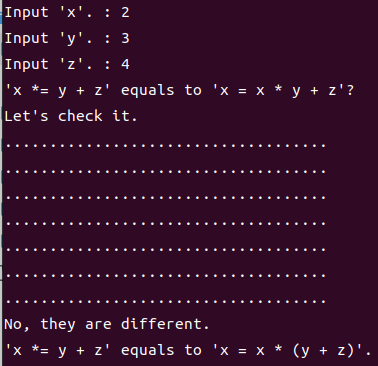 Input 'x'. : 2
Input 'y'. : 3
Input 'z'. : 4
'x *= y + z' equals to 'x = x * y + z'?
Let's check it.
....................................
....................................
....................................
....................................
....................................
....................................
....................................
No, they are different.
'x *= y + z' equals to 'x = x * (y + z)'.